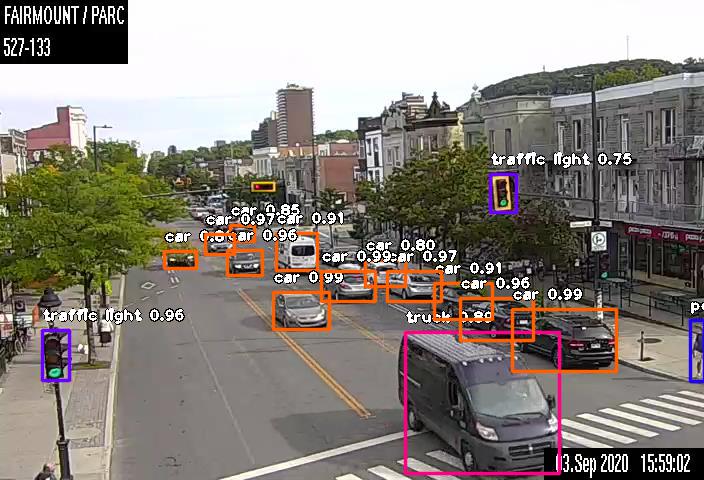 FAIRMOUNT / PARC
527-133
traffic light 0.75
car 0.85
car 0.97
car 0.91
car 0.96
car 0.80
car 0.99
car 0.97
car 0.91
car 0.99
car 0.96
car 0.99
traffic light 0.96
truck 0.89
pe
03.Sep 2020 15:59:02